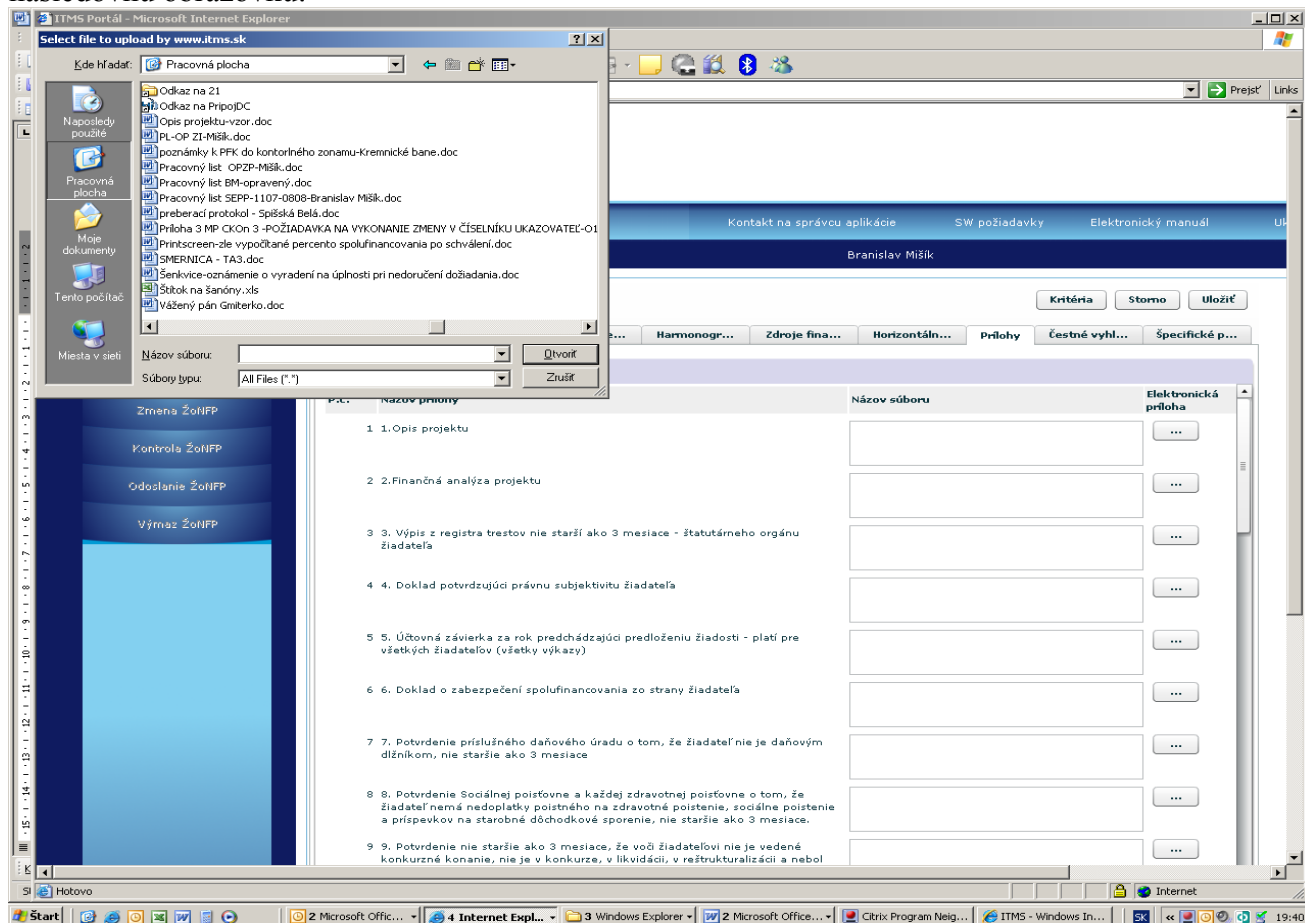 ITMS Portál - Microsoft Internet Explorer
Select file to upload by www.itms.sk
Kde hľadať:
Pracovná plocha
Prejsť
Links
Naposledy
použité
Pracovná
plocha
Moje
dokumenty
Tento počítač
Miesta v sieti
Odkaz na 21
Odkaz na PripojDC
Opis projektu-vzor.doc
PL-OP ZI-Mišík.doc
poznámky k PFK do kontorlného zonamu-Kremnické bane.doc
Pracovný list OPZP-Mišík.doc
Pracovný list BM-opravený.doc
Pracovný list SEPP-1107-0808-Branislav Mišík.doc
preberací protokol - Spišská Belá.doc
Príloha 3 MP CKOn 3 -POŽIADAVKA NA VYKONANIE ZMENY V ČÍSELNÍKU UKAZOVATEĽ-01
Printscreen-zle vypočítané percento spolufinancovania po schválení.doc
SMERNICA - TA3.doc
Šenkvice-oznámenie o vyradení na úplnosti pri nedoručení dožiadania.doc
Štítok na šanóny.xls
Vážený pán Gmiterko.doc
Názov súboru:
Otvoriť
Súbory typu:
All Files (*.*)
Zrušiť
Kontakt na správcu aplikácie
SW požiadavky
Elektronický manuál
Branislav Mišík
Kritéria
Storno
Uložiť
Harmonogr...
Zdroje fina...
Horizontáln...
Prílohy
Čestné vyhl...
Špecifické p...
P.č.
Názov prílohy
Názov súboru
Elektronická
príloha
Zmena ŽoNFP
Kontrola ŽoNFP
Odoslanie ŽoNFP
Výmaz ŽoNFP
1 1.Opis projektu
...
2 2.Finančná analýza projektu
...
3 3. Výpis z registra trestov nie starší ako 3 mesiace - štatutárneho orgánu
žiadateľa
...
4 4. Doklad potvrdzujúci právnu subjektivitu žiadateľa
...
5 5. Účtovná závierka za rok predchádzajúci predloženiu žiadosti - platí pre
všetkých žiadateľov (všetky výkazy)
...
6 6. Doklad o zabezpečení spolufinancovania zo strany žiadateľa
...
7 7. Potvrdenie príslušného daňového úradu o tom, že žiadateľ nie je daňovým
dlžníkom, nie staršie ako 3 mesiace
...
8 8. Potvrdenie Sociálnej poisťovne a každej zdravotnej poisťovne o tom, že
žiadateľ nemá nedoplatky poistného na zdravotné poistenie, sociálne poistenie
a príspevkov na starobné dôchodkové sporenie, nie staršie ako 3 mesiace.
...
9 9. Potvrdenie nie staršie ako 3 mesiace, že voči žiadateľovi nie je vedené
konkurzné konanie, nie je v konkurze, v likvidácii, v reštrukturalizácii a nebol
...
Hotovo
Internet
Štart
2 Microsoft Offic...
4 Internet Expl...
3 Windows Explorer
2 Microsoft Office...
Citrix Program Neig...
ITMS - Windows In...
SK
19:40